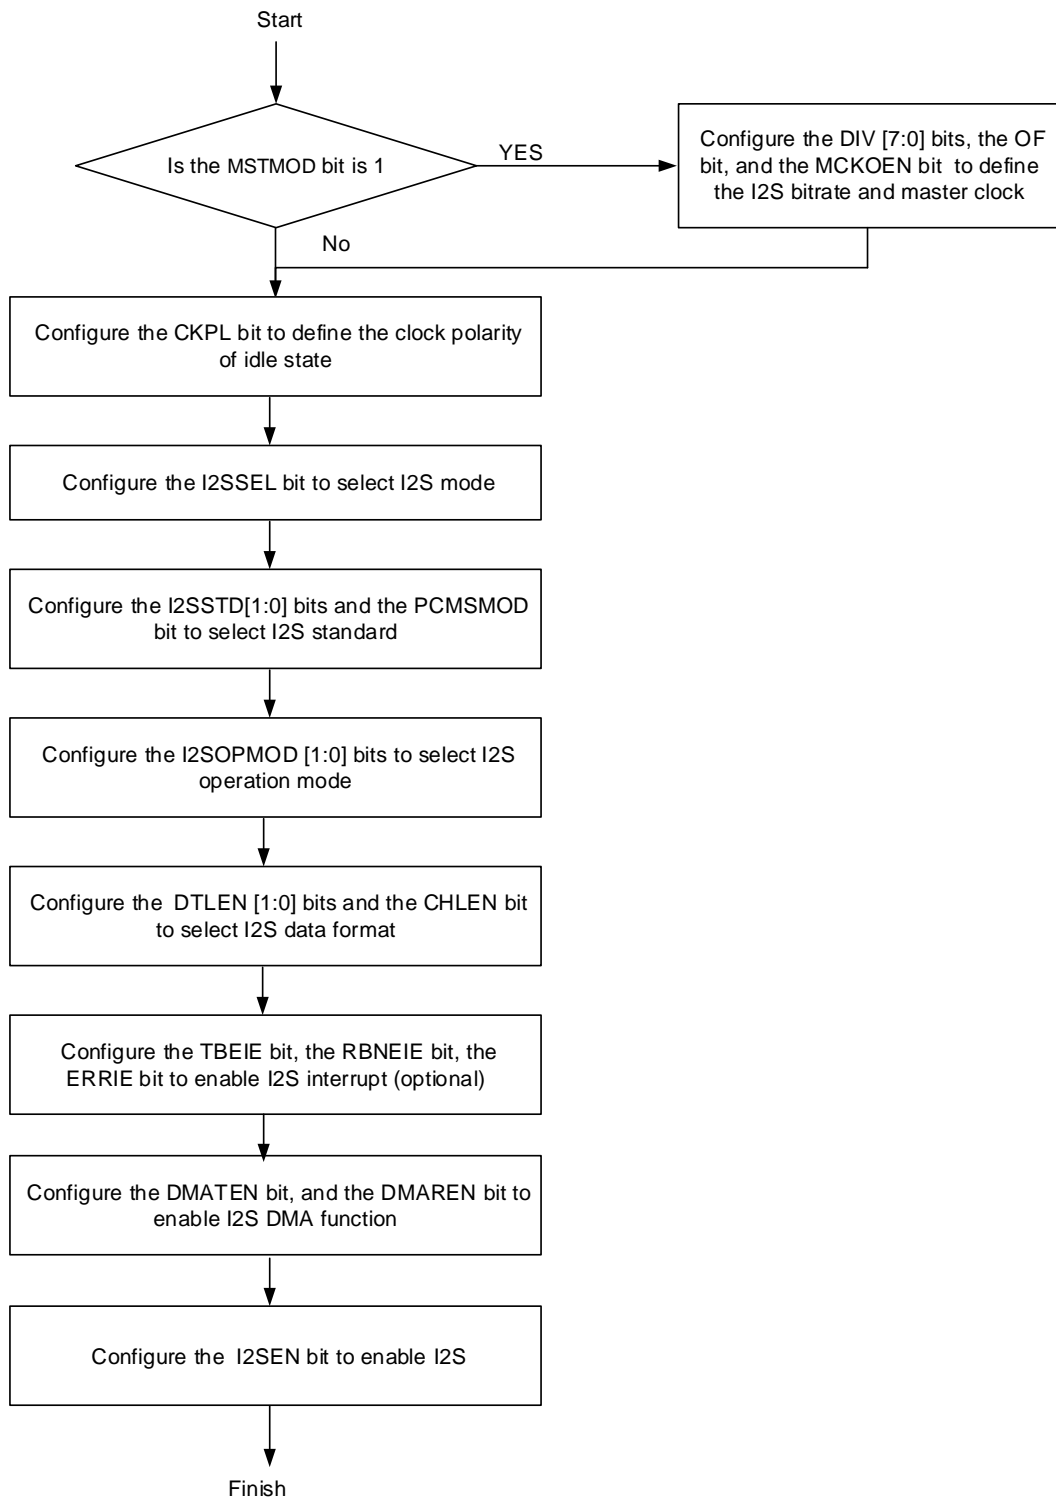 Start
Is the MSTMOD bit is 1
YES
Configure the DIV [7:0] bits, the OF
bit, and the MCKOEN bit to define
the I2S bitrate and master clock
No
Configure the CKPL bit to define the clock polarity
of idle state
Configure the I2SSEL bit to select I2S mode
Configure the I2SSTD[1:0] bits and the PCMSMOD
bit to select I2S standard
Configure the I2SOPMOD [1:0] bits to select I2S
operation mode
Configure the DTLEN [1:0] bits and the CHLEN bit
to select I2S data format
Configure the TBEIE bit, the RBNEIE bit, the
ERRIE bit to enable I2S interrupt (optional)
Configure the DMATEN bit, and the DMAREN bit to
enable I2S DMA function
Configure the I2SEN bit to enable I2S
Finish